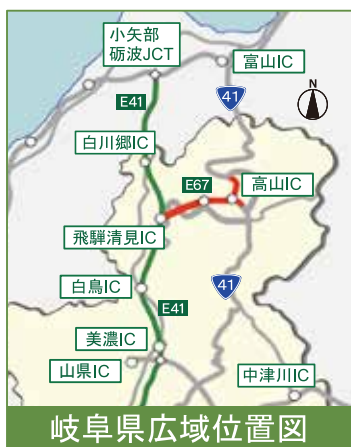 小矢部
砺波JCT
富山IC
E41
41
N
白川郷IC
E67
高山IC
飛騨清見IC
白鳥IC
41
E41
美濃IC
山県IC
中津川IC
岐阜県広域位置図